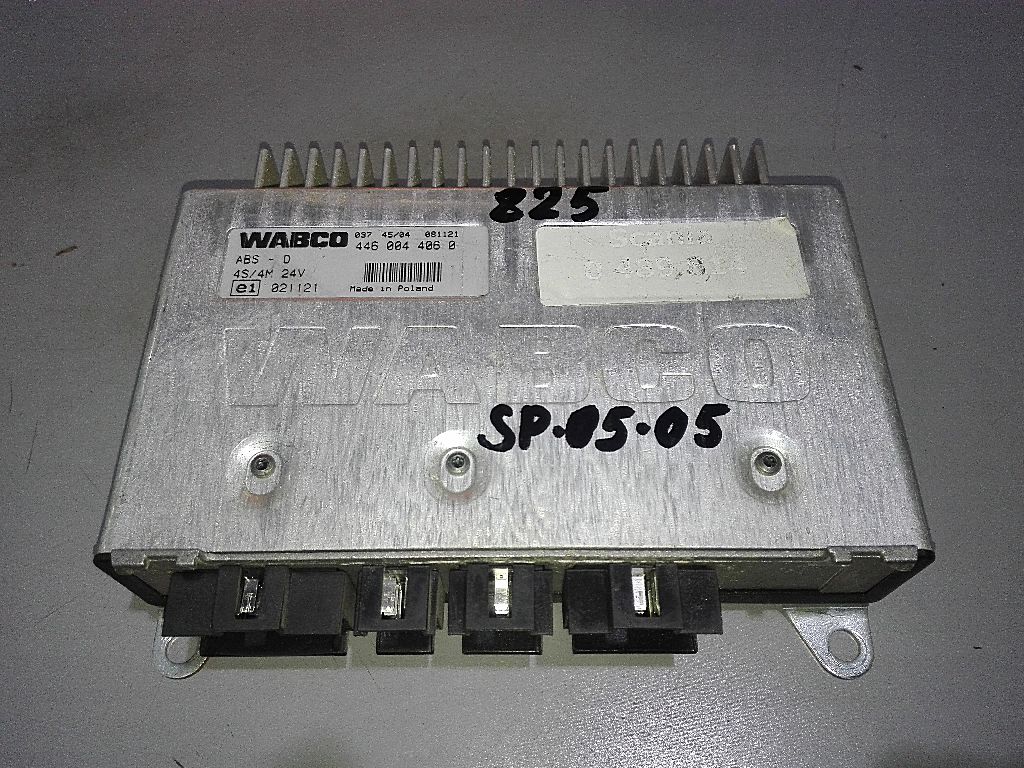 825
WABCO 037 45/04 081121
446 004 406 0
ABS - D
4S/4M 24V
e1 021121
Made in Poland
WABCO
SP.05.05